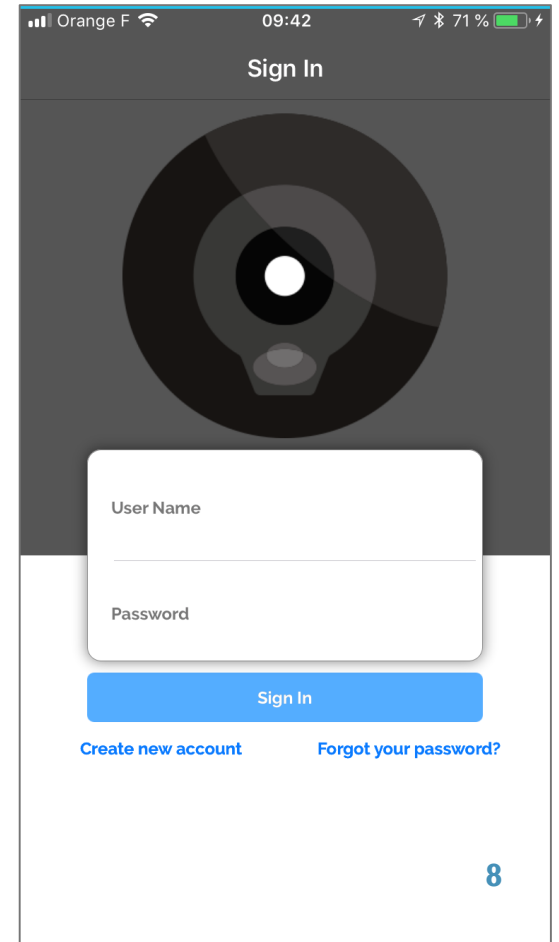 Orange F 09:42 71 %
Sign In
User Name
Password
Sign In
Create new account Forgot your password?
8